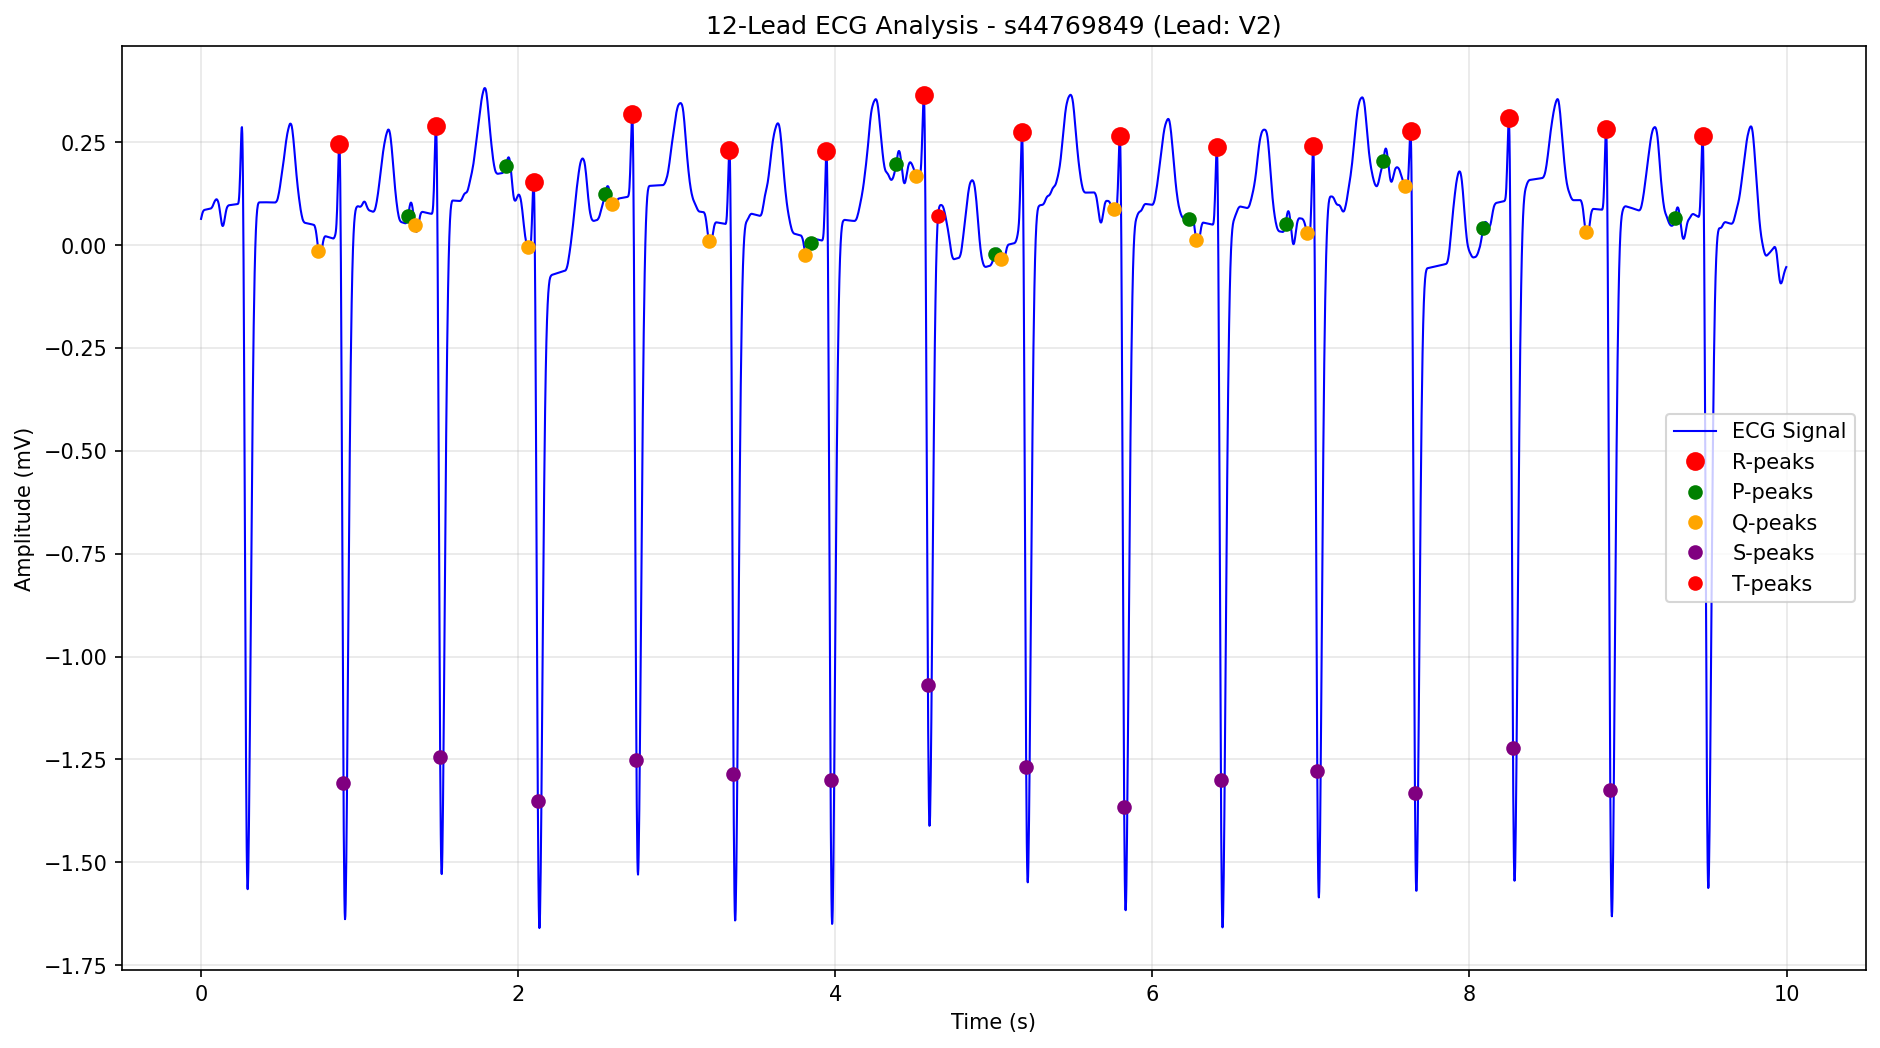 12-Lead ECG Analysis - s44769849 (Lead: V2)
Amplitude (mV)
0.25
0.00
−0.25
−0.50
−0.75
−1.00
−1.25
−1.50
−1.75
ECG Signal
R-peaks
P-peaks
Q-peaks
S-peaks
T-peaks
0 2 4 6 8 10
Time (s)